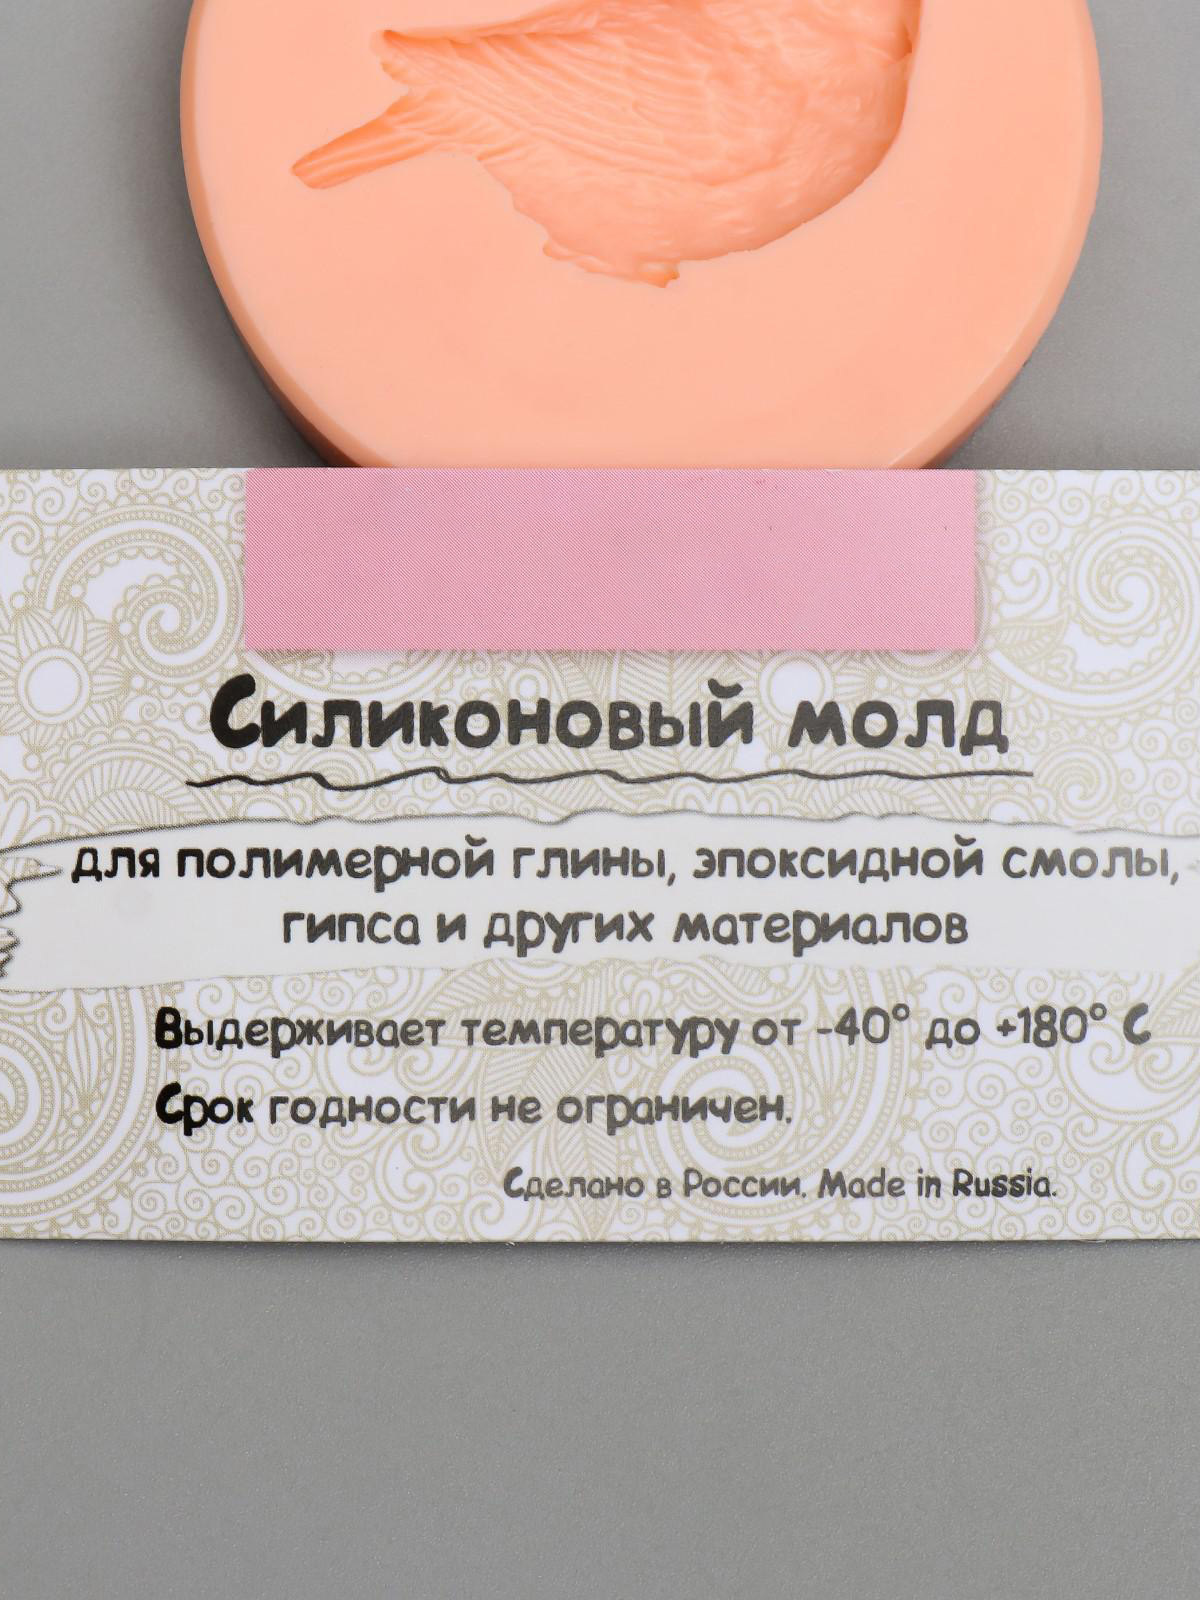 Силиконовый молд
для полимерной глины, эпоксидной смолы,
гипса и других материалов
Выдерживает температуру от -40° до +180° С
Срок годности не ограничен.
Сделано в России. Made in Russia.